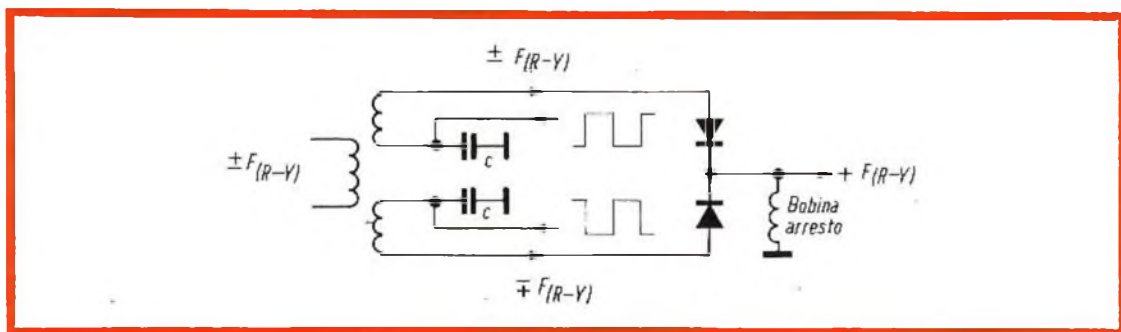 ± F(R-Y)
± F(R-Y)
C
C
+ F(R-Y)
Bobina
arresto
∓ F(R-Y)